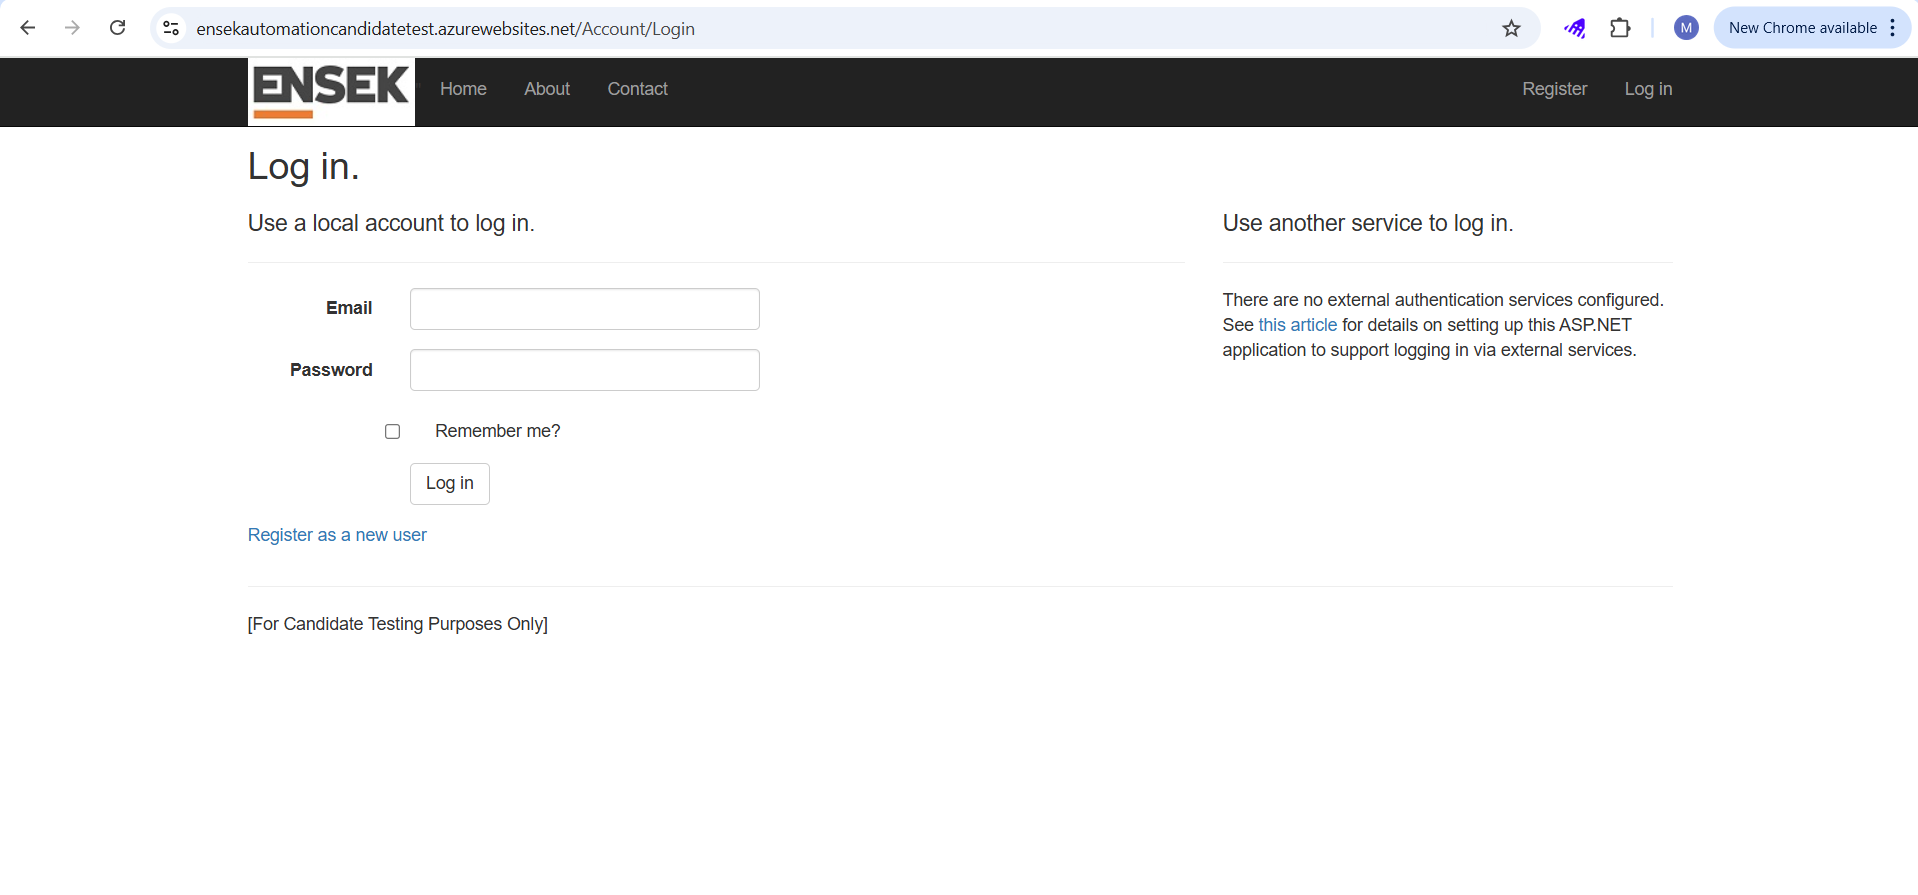 ensekautomationcandidatetest.azurewebsites.net/Account/Login
M
New Chrome available
ENSEK
Home
About
Contact
Register
Log in
Log in.
Use a local account to log in.
Email
Password
Remember me?
Log in
Register as a new user
Use another service to log in.
There are no external authentication services configured.
See this article for details on setting up this ASP.NET
application to support logging in via external services.
[For Candidate Testing Purposes Only]